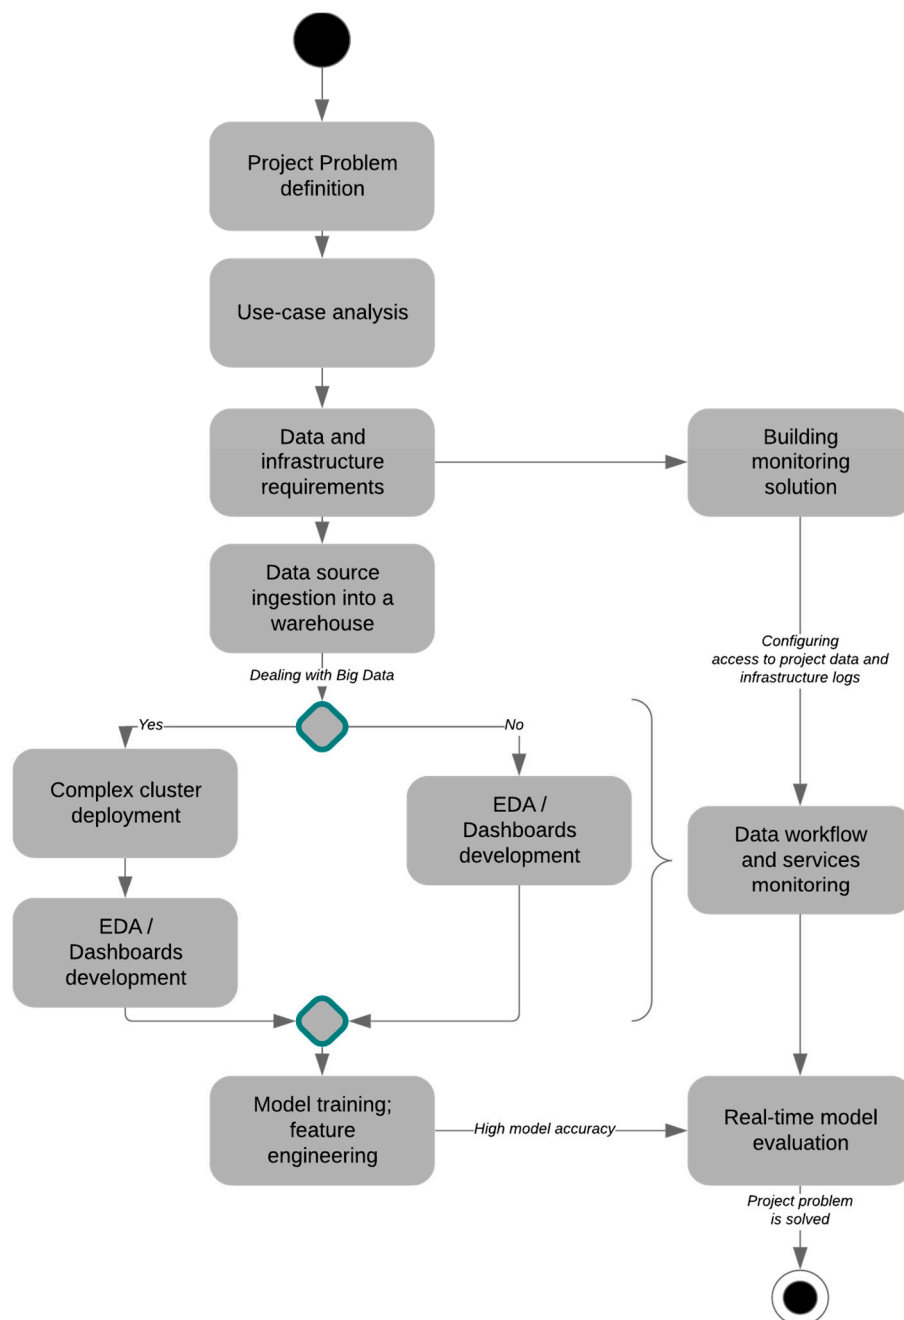 Project Problem
definition
Use-case analysis
Data and
infrastructure
requirements
Building
monitoring
solution
Data source
ingestion into a
warehouse
Configuring
access to project data and
infrastructure logs
Dealing with Big Data
Yes
No
Complex cluster
deployment
EDA /
Dashboards
development
Data workflow
and services
monitoring
EDA /
Dashboards
development
Model training;
feature
engineering
High model accuracy
Real-time model
evaluation
Project problem
is solved